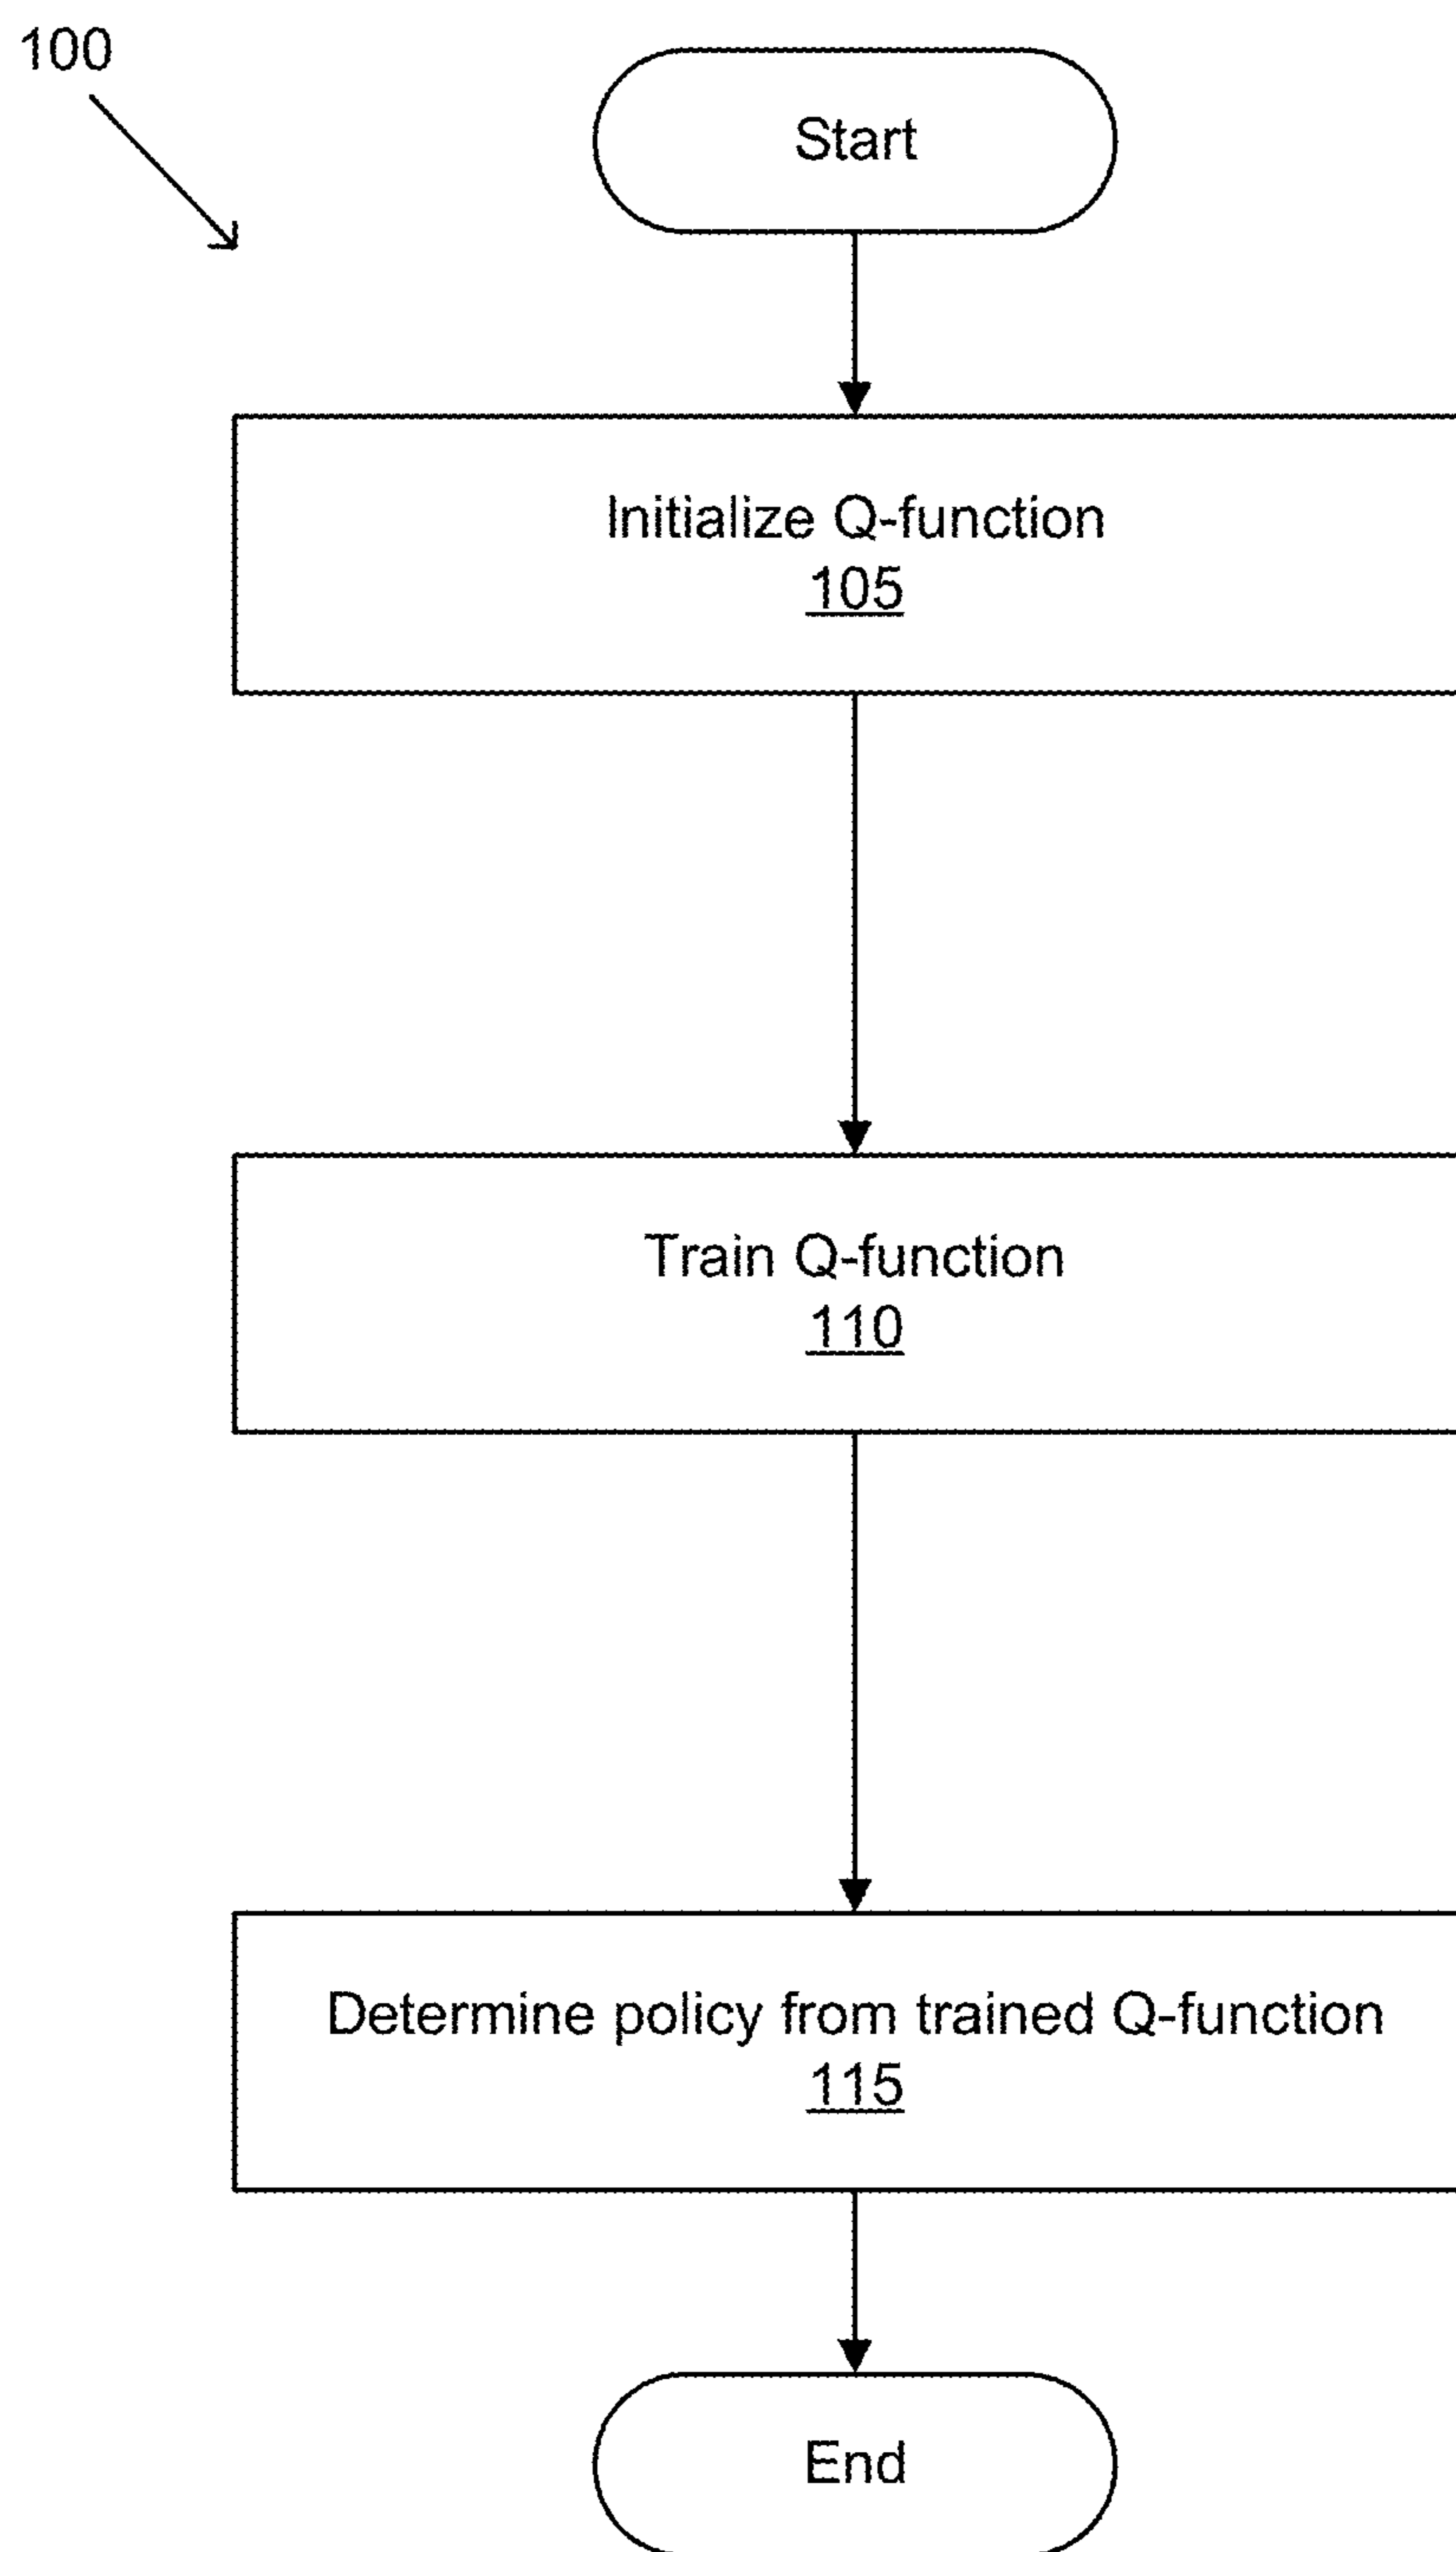 100
Start
Initialize Q-function
105
Train Q-function
110
Determine policy from trained Q-function
115
End